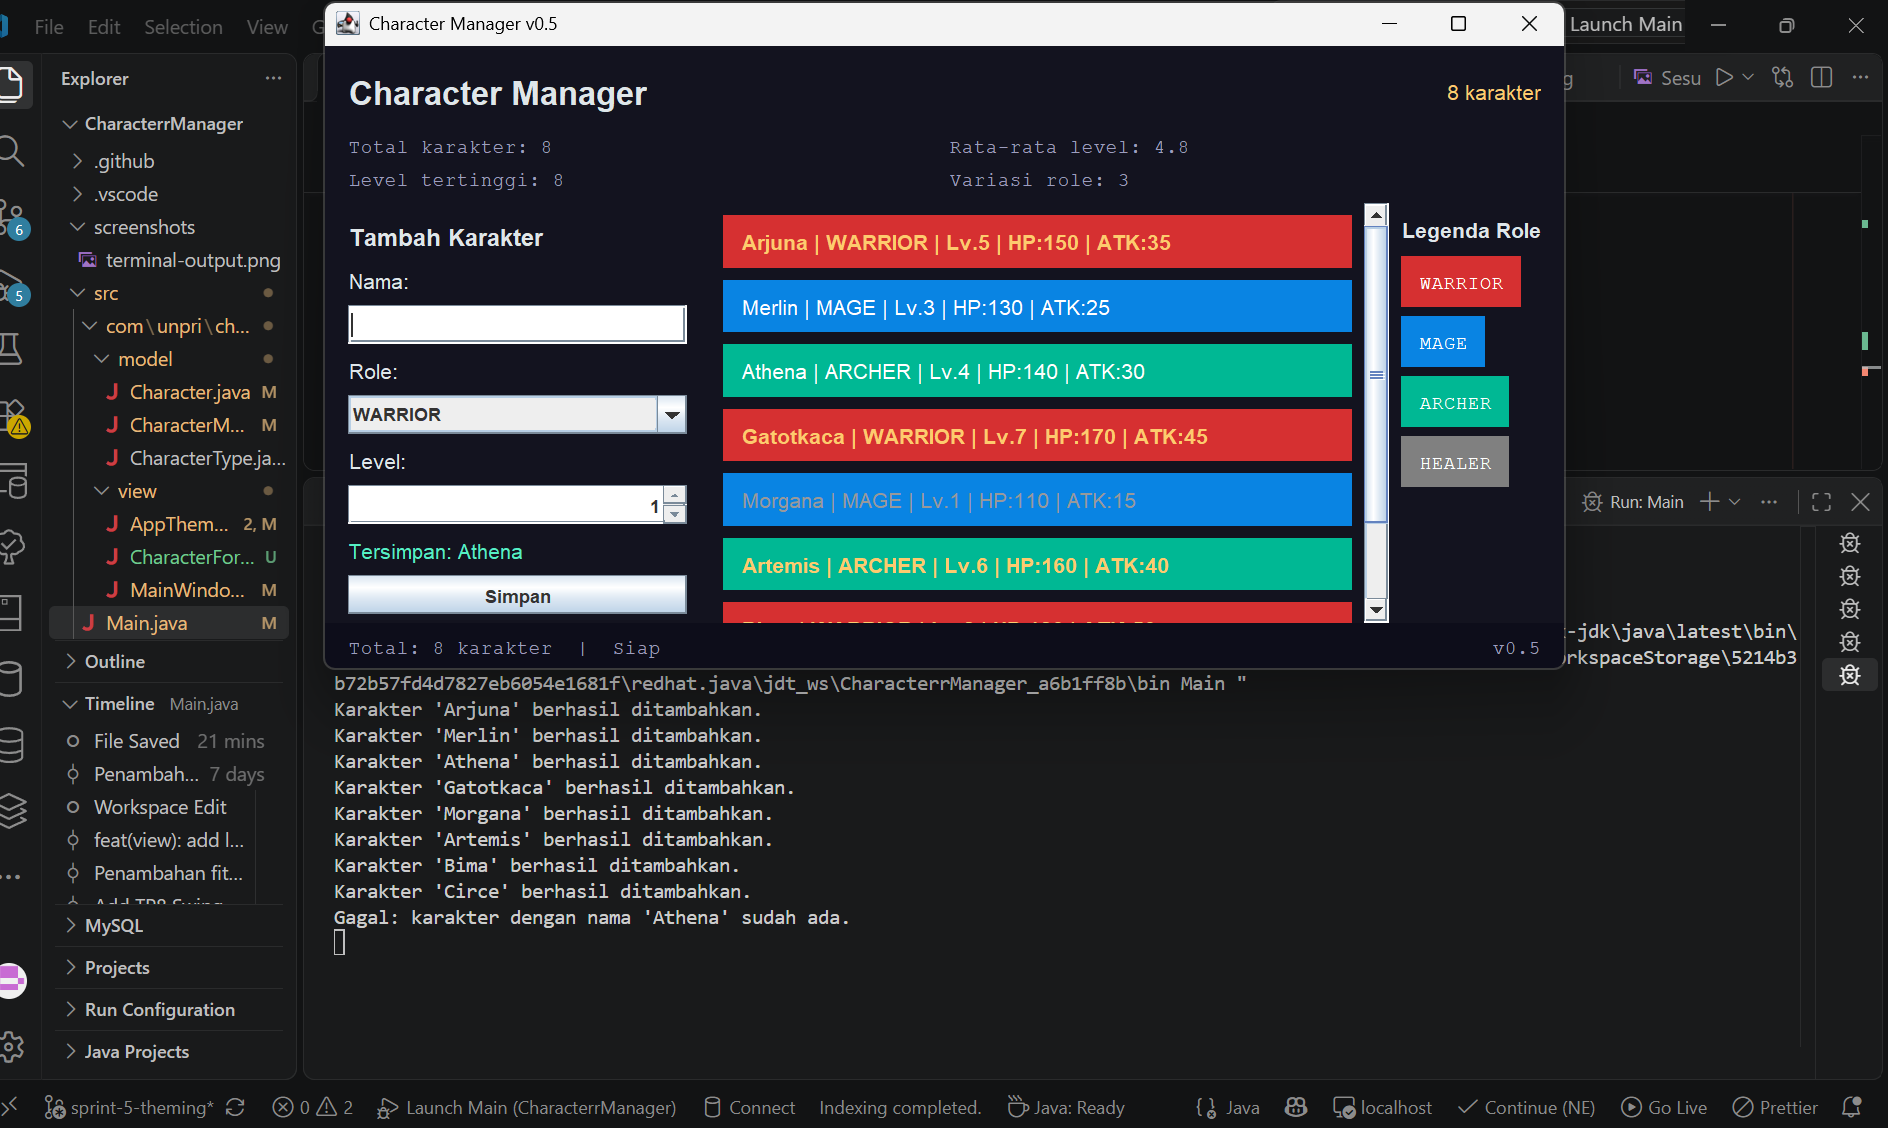 File Edit Selection View G
Character Manager v0.5
Launch Main
Explorer
CharacterrManager
.github
.vscode
screenshots
terminal-output.png
src
com\unpri\ch...
model
Character.java M
CharacterM... M
CharacterType.ja...
view
AppThem... 2, M
CharacterFor... U
MainWindo... M
Main.java M
Outline
Timeline Main.java
File Saved 21 mins
Penambah... 7 days
Workspace Edit
feat(view): add l...
Penambahan fit...
MySQL
Projects
Run Configuration
Java Projects
6
5
Character Manager
8 karakter
Total karakter: 8
Rata-rata level: 4.8
Level tertinggi: 8
Variasi role: 3
Tambah Karakter
Nama:
Role:
WARRIOR
Level:
1
Tersimpan: Athena
Simpan
Arjuna | WARRIOR | Lv.5 | HP:150 | ATK:35
Merlin | MAGE | Lv.3 | HP:130 | ATK:25
Athena | ARCHER | Lv.4 | HP:140 | ATK:30
Gatotkaca | WARRIOR | Lv.7 | HP:170 | ATK:45
Morgana | MAGE | Lv.1 | HP:110 | ATK:15
Artemis | ARCHER | Lv.6 | HP:160 | ATK:40
Legenda Role
WARRIOR
MAGE
ARCHER
HEALER
Total: 8 karakter | Siap
v0.5
g
Sesu
Run: Main
-jdk\java\latest\bin\
rkspaceStorage\5214b3
b72b57fd4d7827eb6054e1681f\redhat.java\jdt_ws\CharacterrManager_a6b1ff8b\bin Main "
Karakter 'Arjuna' berhasil ditambahkan.
Karakter 'Merlin' berhasil ditambahkan.
Karakter 'Athena' berhasil ditambahkan.
Karakter 'Gatotkaca' berhasil ditambahkan.
Karakter 'Morgana' berhasil ditambahkan.
Karakter 'Artemis' berhasil ditambahkan.
Karakter 'Bima' berhasil ditambahkan.
Karakter 'Circe' berhasil ditambahkan.
Gagal: karakter dengan nama 'Athena' sudah ada.
sprint-5-theming* 0 2 Launch Main (CharacterrManager) Connect Indexing completed. Java: Ready Java localhost Continue (NE) Go Live Prettier